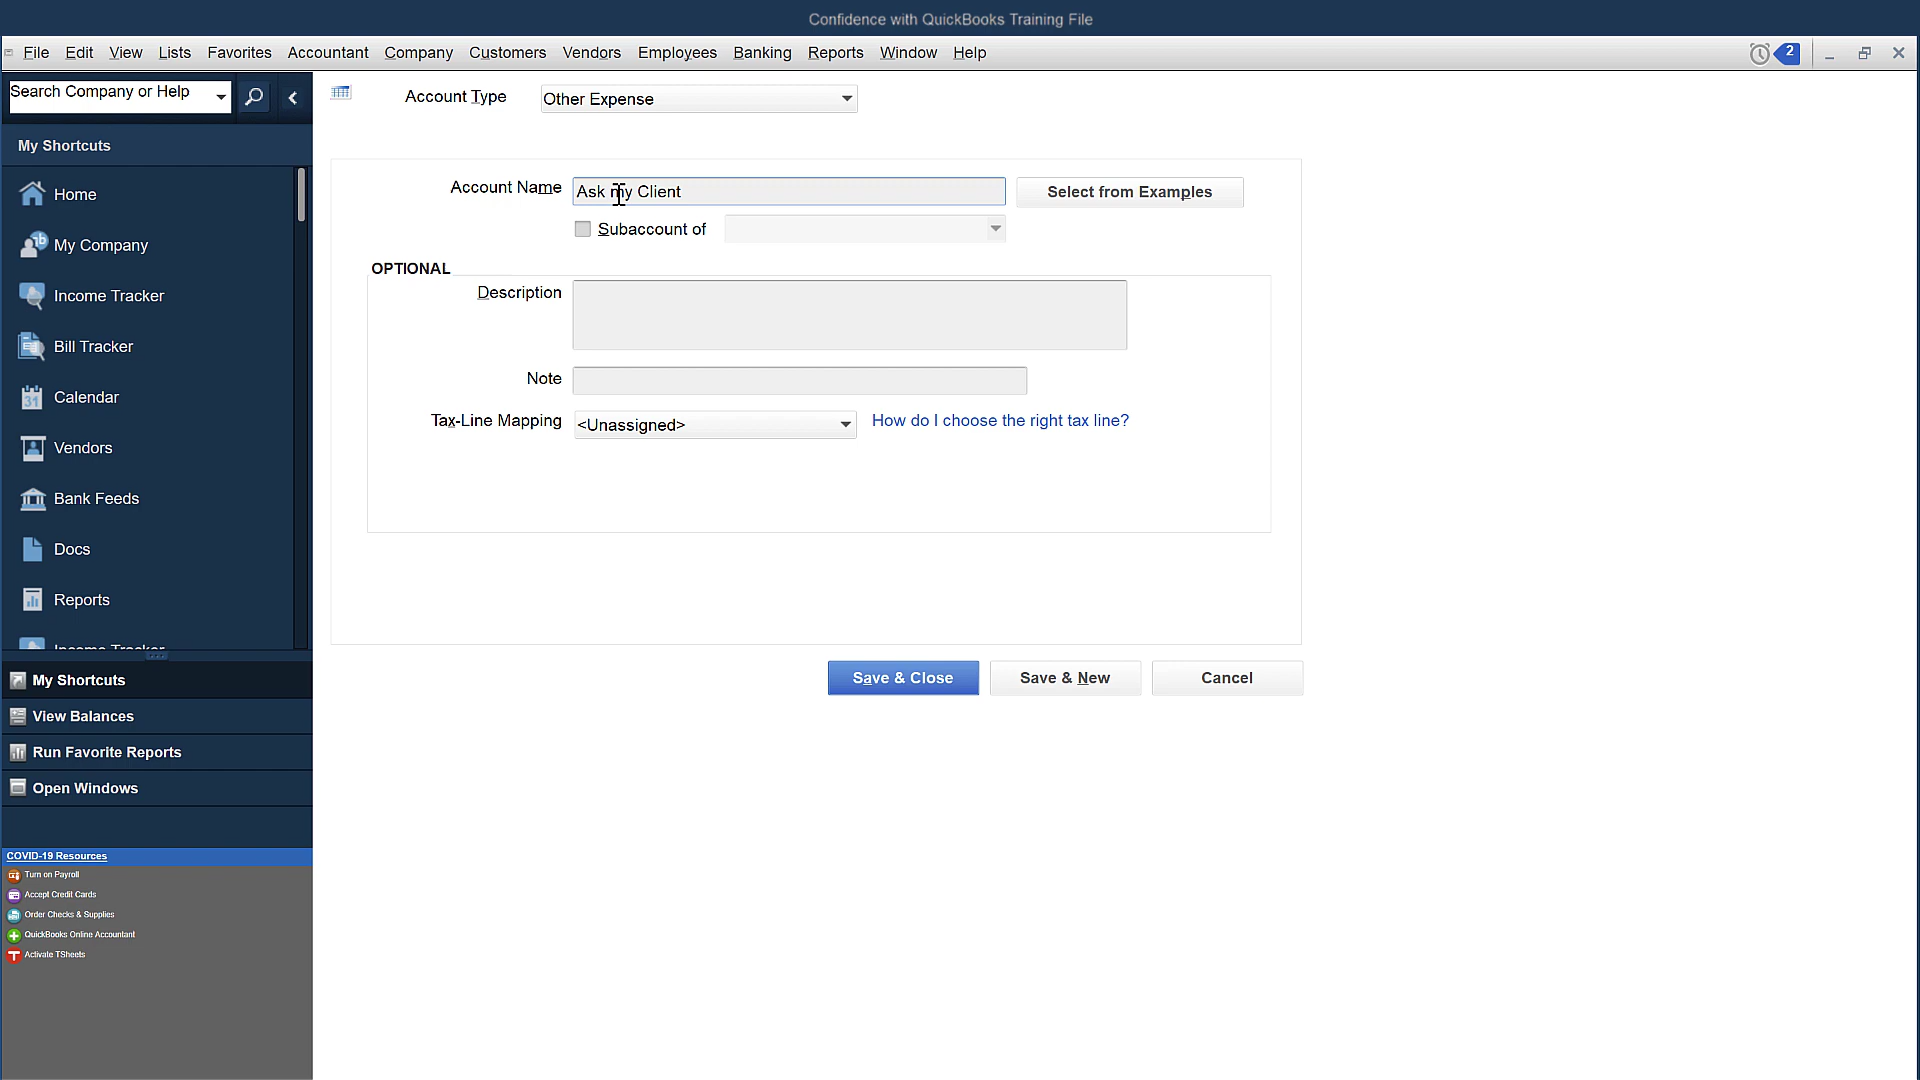 Confidence with QuickBooks Training File
File Edit View Lists Favorites Accountant Company Customers Vendors Employees Banking Reports Window Help
2
Search Company or Help
My Shortcuts
Home
My Company
Income Tracker
Bill Tracker
31
Calendar
Vendors
Bank Feeds
Docs
Reports
Income Tracker
My Shortcuts
View Balances
Run Favorite Reports
Open Windows
COVID-19 Resources
Turn on Payroll
Accept Credit Cards
Order Checks & Supplies
QuickBooks Online Accountant
Activate TSheets
Account Type
Other Expense
Account Name
Ask my Client
Select from Examples
Subaccount of
OPTIONAL
Description
Note
Tax-Line Mapping
<Unassigned>
How do I choose the right tax line?
Save & Close
Save & New
Cancel